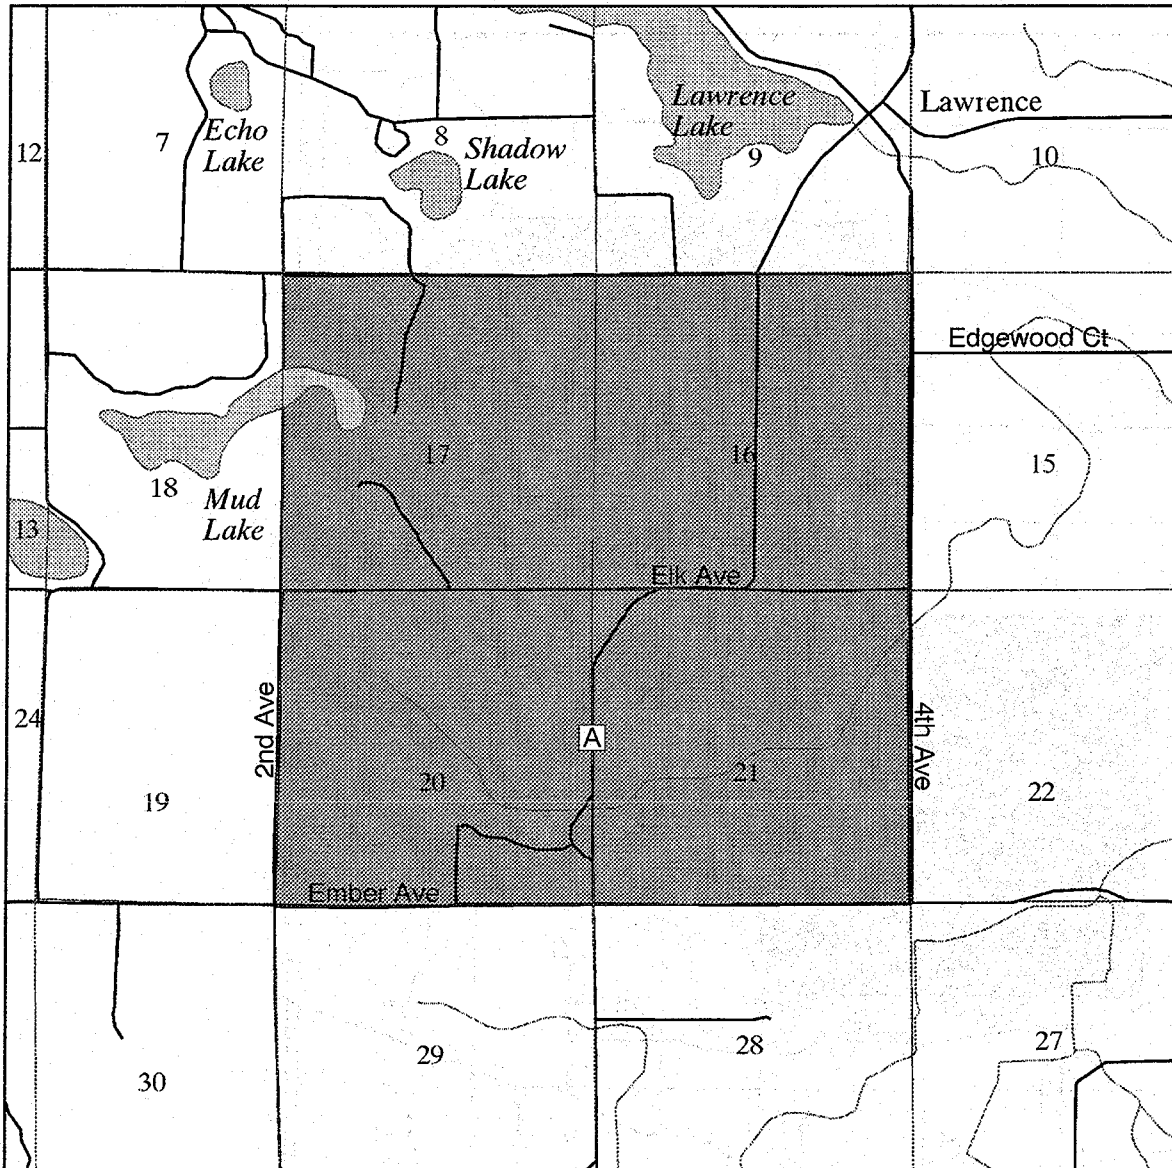 Lawrence
Lake
Lawrence
12
7
Echo
Lake
8
Shadow
Lake
9
10
Edgewood Ct
17
16
15
18
Mud
Lake
13
Elk Ave
24
2nd Ave
4th Ave
A
19
20
21
22
Ember Ave
30
29
28
27